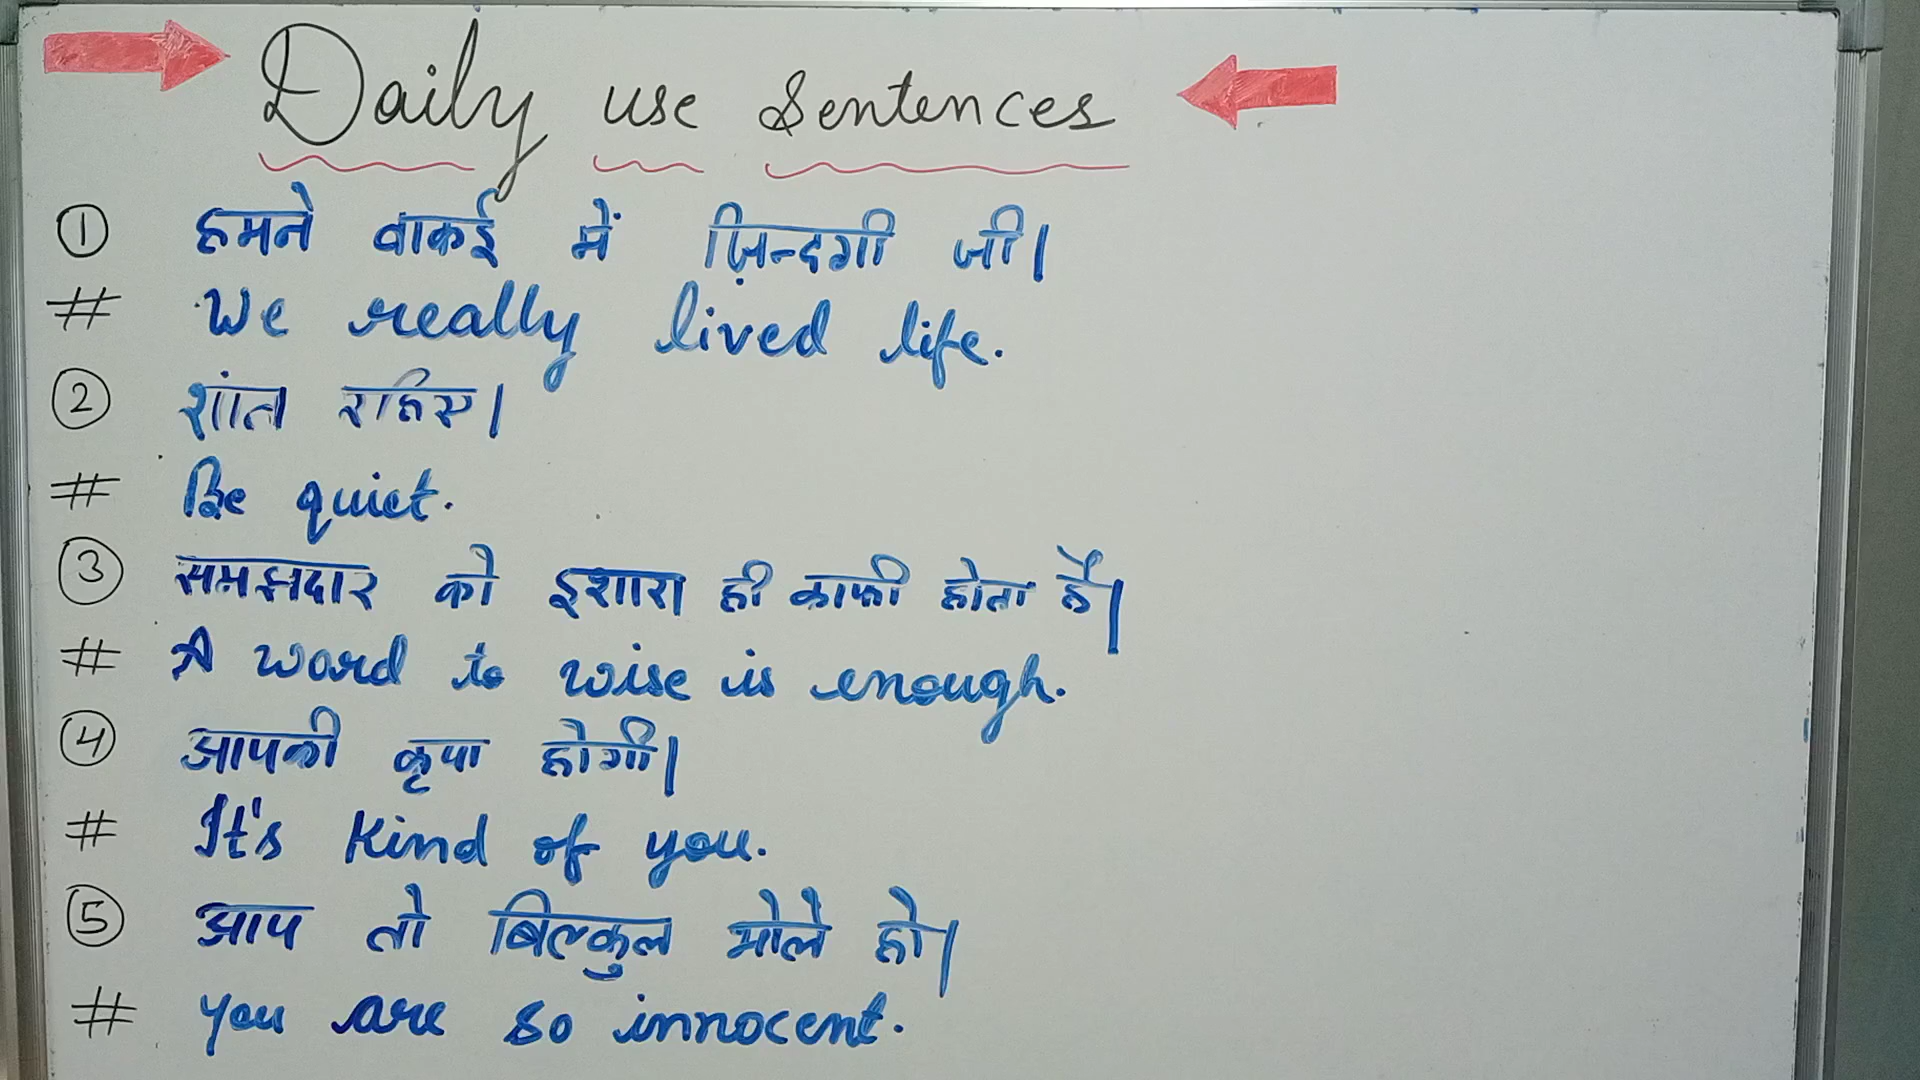 Daily use Sentences
① हमने वाकई में ज़िन्दगी जी।
# We really lived life.
② शांत रहिए।
# Be quiet.
③ समझदार को इशारा ही काफी होता है।
# A word to wise is enough.
④ आपकी कृपा होगी।
# It's kind of you.
⑤ आप तो बिल्कुल भोले हो।
# you are so innocent.